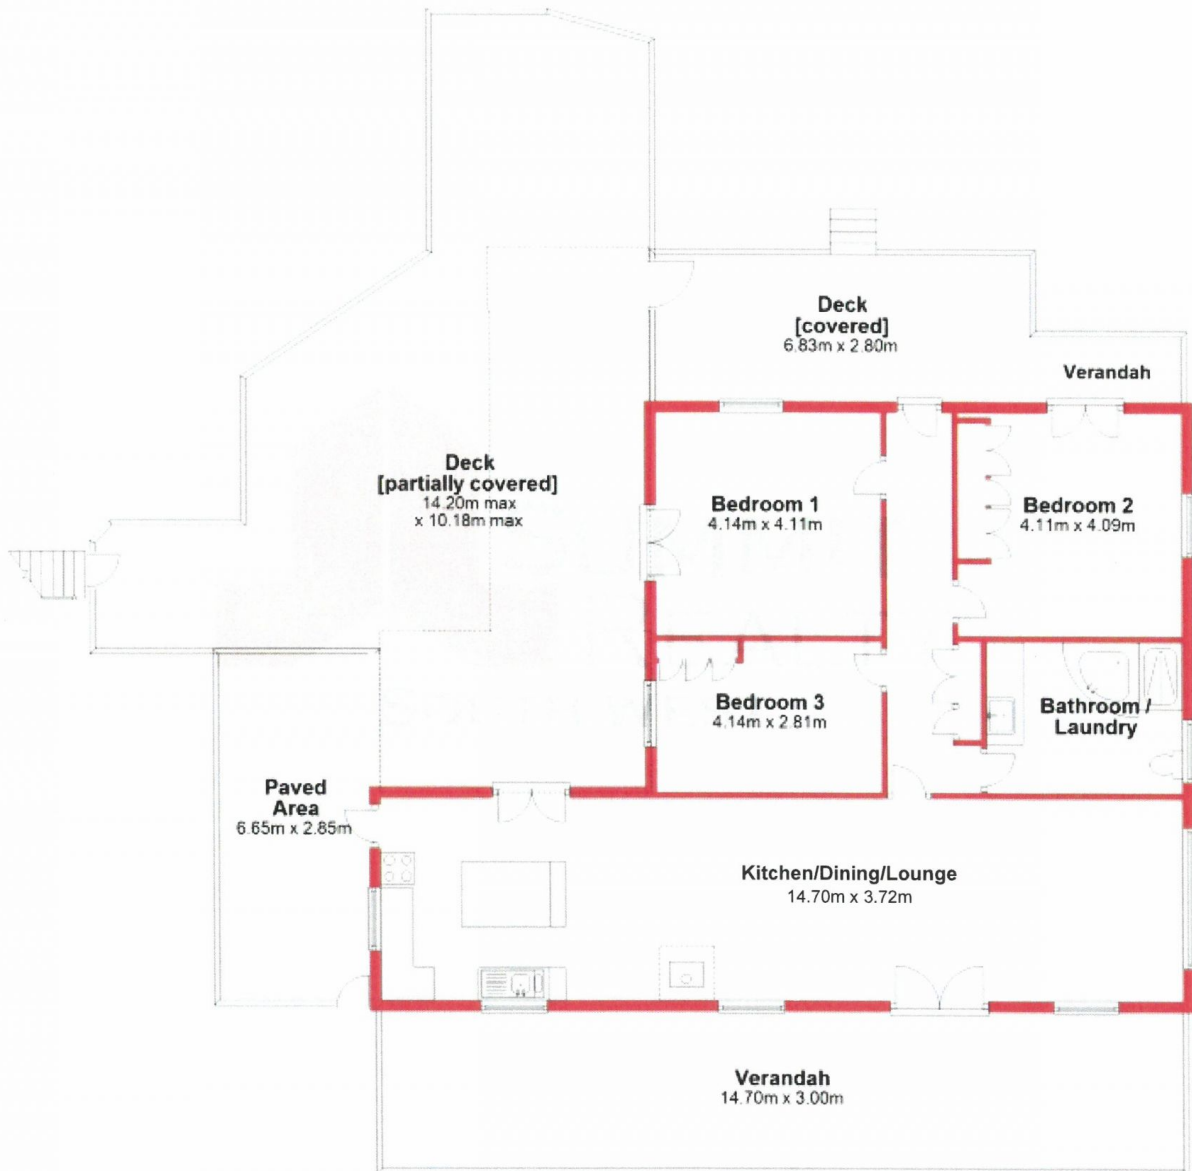 Deck
[covered]
6.83m x 2.80m
Verandah
Deck
[partially covered]
14.20m max
x 10.18m max
Bedroom 1
4.14m x 4.11m
Bedroom 2
4.11m x 4.09m
Bedroom 3
4.14m x 2.81m
Bathroom /
Laundry
Paved
Area
6.65m x 2.85m
Kitchen/Dining/Lounge
14.70m x 3.72m
Verandah
14.70m x 3.00m